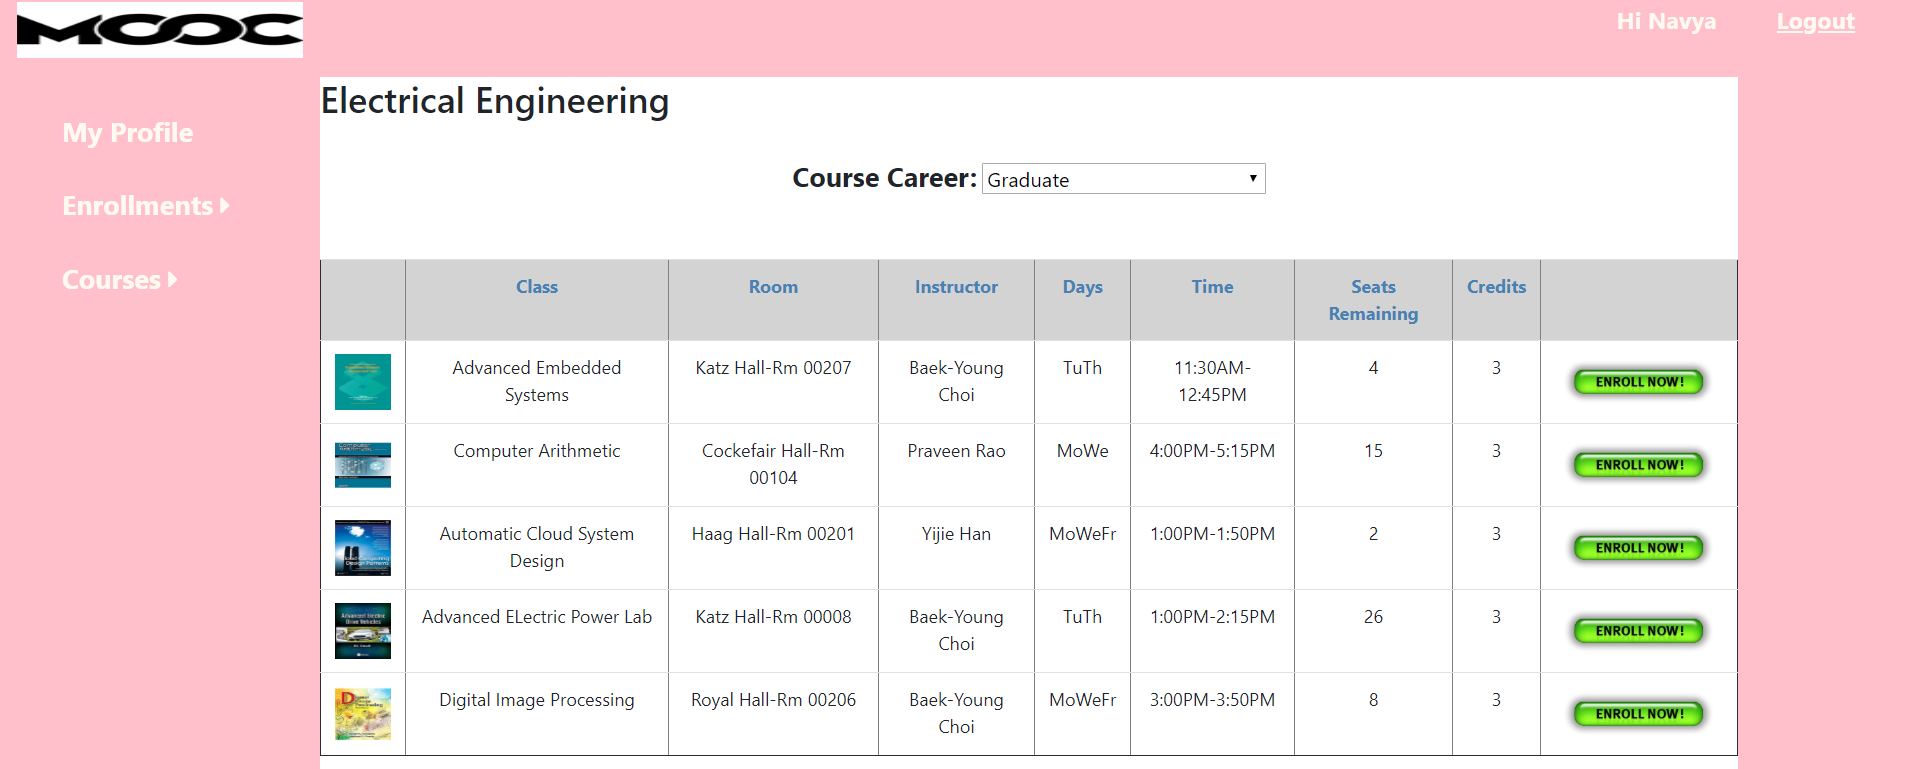 MOOC
Hi Navya Logout
My Profile
Enrollments
Courses
Electrical Engineering
Course Career: Graduate
Class Room Instructor Days Time Seats Remaining Credits
Advanced Embedded Systems Katz Hall-Rm 00207 Baek-Young Choi TuTh 11:30AM-12:45PM 4 3 ENROLL NOW!
Computer Arithmetic Cockefair Hall-Rm 00104 Praveen Rao MoWe 4:00PM-5:15PM 15 3 ENROLL NOW!
Automatic Cloud System Design Haag Hall-Rm 00201 Yijie Han MoWeFr 1:00PM-1:50PM 2 3 ENROLL NOW!
Advanced ELectric Power Lab Katz Hall-Rm 00008 Baek-Young Choi TuTh 1:00PM-2:15PM 26 3 ENROLL NOW!
Digital Image Processing Royal Hall-Rm 00206 Baek-Young Choi MoWeFr 3:00PM-3:50PM 8 3 ENROLL NOW!